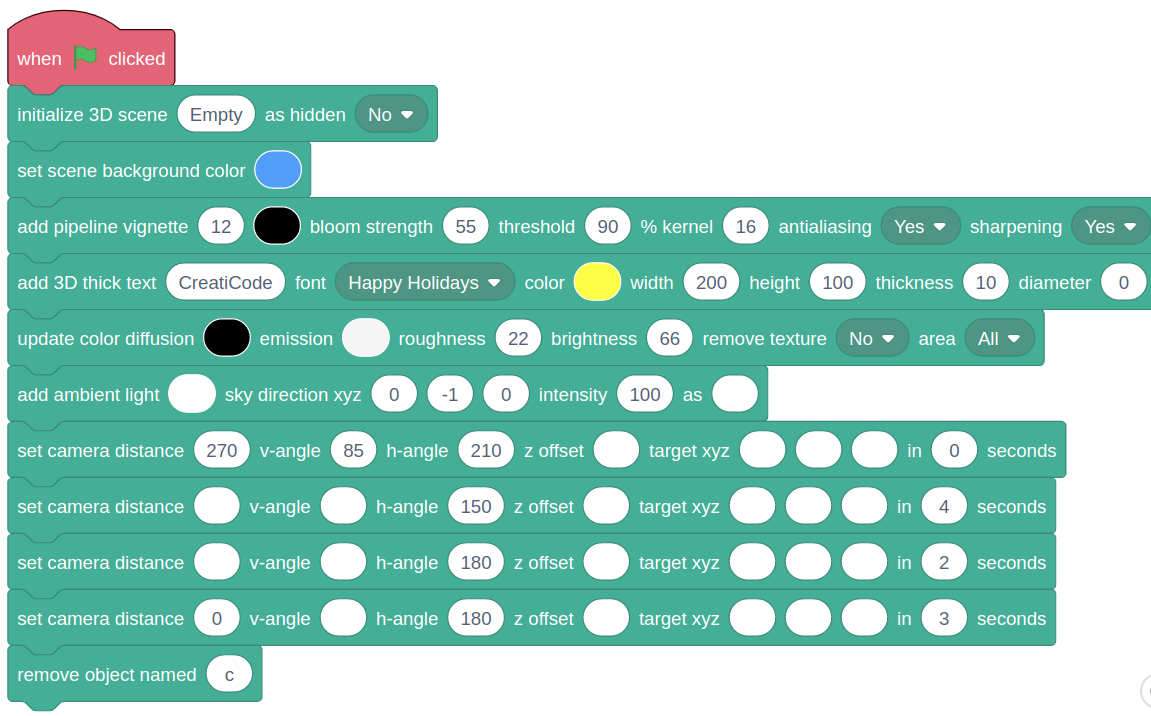 when clicked
initialize 3D scene Empty as hidden No
set scene background color
add pipeline vignette 12 bloom strength 55 threshold 90 % kernel 16 antialiasing Yes sharpening Yes
add 3D thick text CreatiCode font Happy Holidays color width 200 height 100 thickness 10 diameter 0
update color diffusion emission roughness 22 brightness 66 remove texture No area All
add ambient light sky direction xyz 0 -1 0 intensity 100 as
set camera distance 270 v-angle 85 h-angle 210 z offset target xyz in 0 seconds
set camera distance v-angle h-angle 150 z offset target xyz in 4 seconds
set camera distance v-angle h-angle 180 z offset target xyz in 2 seconds
set camera distance 0 v-angle h-angle 180 z offset target xyz in 3 seconds
remove object named c